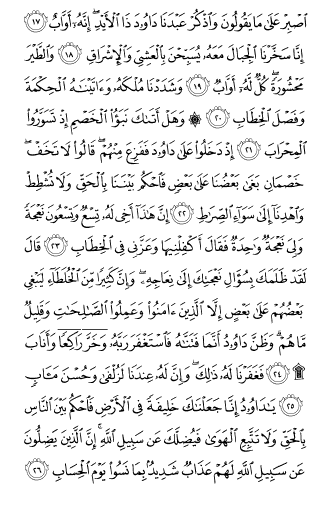 ٱصۡبِرۡ عَلَىٰ مَا يَقُولُونَ وَٱذۡكُرۡ عَبۡدَنَا دَاوُۥدَ ذَا ٱلۡأَيۡدِۖ إِنَّهُۥٓ أَوَّابٌ ١٧
إِنَّا سَخَّرۡنَا ٱلۡجِبَالَ مَعَهُۥ يُسَبِّحۡنَ بِٱلۡعَشِيِّ وَٱلۡإِشۡرَاقِ ١٨ وَٱلطَّيۡرَ
مَحۡشُورَةٗۖ كُلّٞ لَّهُۥٓ أَوَّابٞ ١٩ وَشَدَدۡنَا مُلۡكَهُۥ وَءَاتَيۡنَٰهُ ٱلۡحِكۡمَةَ
وَفَصۡلَ ٱلۡخِطَابِ ٢٠ ۞ وَهَلۡ أَتَىٰكَ نَبَؤُاْ ٱلۡخَصۡمِ إِذۡ تَسَوَّرُواْ
ٱلۡمِحۡرَابَ ٢١ إِذۡ دَخَلُواْ عَلَىٰ دَاوُۥدَ فَفَزِعَ مِنۡهُمۡۖ قَالُواْ لَا تَخَفۡۖ
خَصۡمَانِ بَغَىٰ بَعۡضُنَا عَلَىٰ بَعۡضٖ فَٱحۡكُم بَيۡنَنَا بِٱلۡحَقِّ وَلَا تُشۡطِطۡ
وَٱهۡدِنَآ إِلَىٰ سَوَآءِ ٱلصِّرَٰطِ ٢٢ إِنَّ هَٰذَآ أَخِي لَهُۥ تِسۡعٞ وَتِسۡعُونَ نَعۡجَةٗ
وَلِيَ نَعۡجَةٞ وَٰحِدَةٞ فَقَالَ أَكۡفِلۡنِيهَا وَعَزَّنِي فِي ٱلۡخِطَابِ ٢٣ قَالَ
لَقَدۡ ظَلَمَكَ بِسُؤَالِ نَعۡجَتِكَ إِلَىٰ نِعَاجِهِۦۖ وَإِنَّ كَثِيرٗا مِّنَ ٱلۡخُلَطَآءِ لَيَبۡغِي
بَعۡضُهُمۡ عَلَىٰ بَعۡضٍ إِلَّا ٱلَّذِينَ ءَامَنُواْ وَعَمِلُواْ ٱلصَّٰلِحَٰتِ وَقَلِيلٞ
مَّا هُمۡۗ وَظَنَّ دَاوُۥدُ أَنَّمَا فَتَنَّٰهُ فَٱسۡتَغۡفَرَ رَبَّهُۥ وَخَرَّۤ رَاكِعٗاۤ وَأَنَابَ
۩ ٢٤ فَغَفَرۡنَا لَهُۥ ذَٰلِكَۖ وَإِنَّ لَهُۥ عِندَنَا لَزُلۡفَىٰ وَحُسۡنَ مَـَٔابٖ
٢٥ يَٰدَاوُۥدُ إِنَّا جَعَلۡنَٰكَ خَلِيفَةٗ فِي ٱلۡأَرۡضِ فَٱحۡكُم بَيۡنَ ٱلنَّاسِ
بِٱلۡحَقِّ وَلَا تَتَّبِعِ ٱلۡهَوَىٰ فَيُضِلَّكَ عَن سَبِيلِ ٱللَّهِۚ إِنَّ ٱلَّذِينَ يَضِلُّونَ
عَن سَبِيلِ ٱللَّهِ لَهُمۡ عَذَابٞ شَدِيدُۢ بِمَا نَسُواْ يَوۡمَ ٱلۡحِسَابِ ٢٦